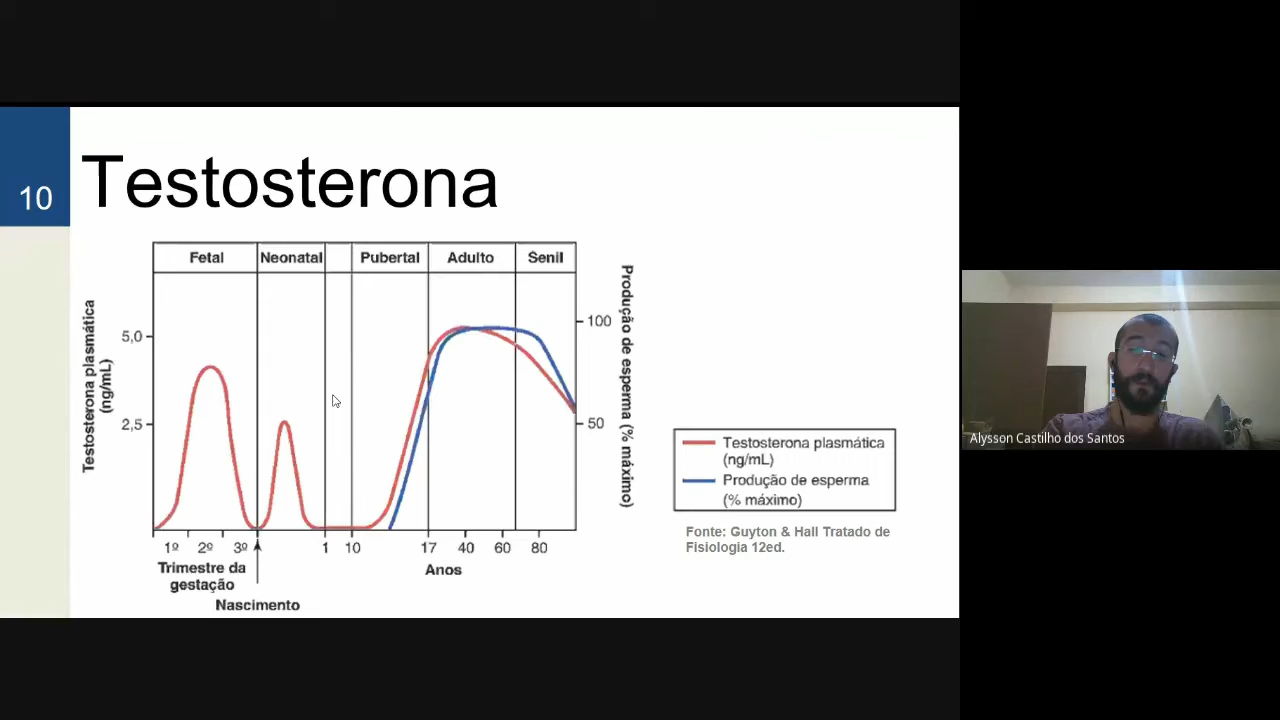 10
Testosterona
Fetal
Neonatal
Pubertal
Adulto
Senil
Testosterona plasmática
(ng/mL)
5,0
2,5
100
50
Produção de esperma (% máximo)
1º 2º 3º 1 10 17 40 60 80
Trimestre da
gestação
Anos
Nascimento
Testosterona plasmática
(ng/mL)
Produção de esperma
(% máximo)
Fonte: Guyton & Hall Tratado de
Fisiologia 12ed.
Alysson Castilho dos Santos